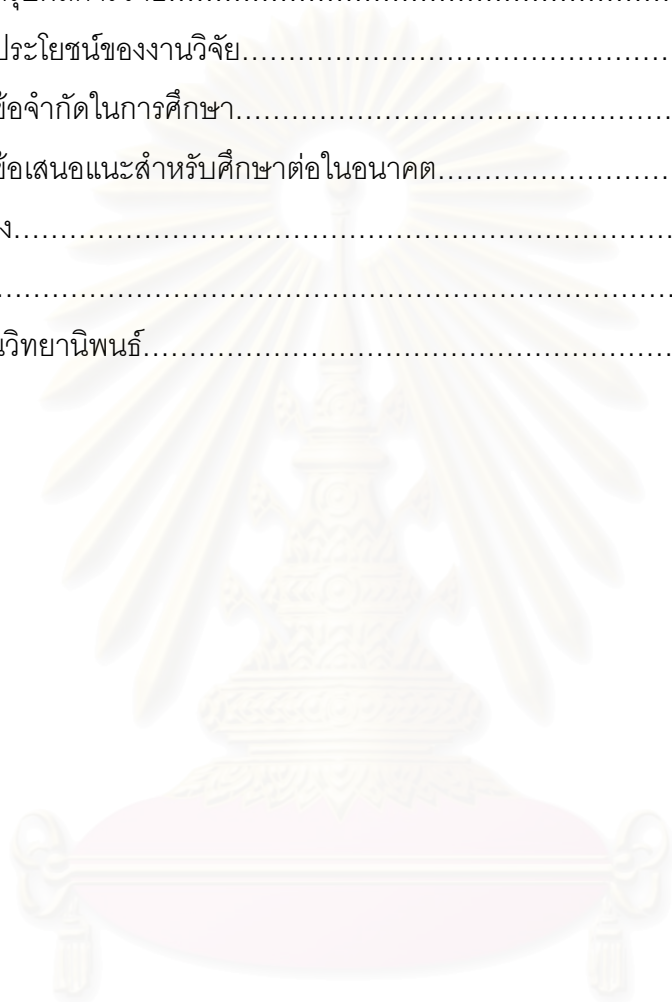 ประโยชน์ของงานวิจัย......................................................
ข้อจำกัดในการศึกษา......................................................
ข้อเสนอแนะสำหรับศึกษาต่อในอนาคต..............................
......................................................................
......................................................................
วิทยานิพนธ์..............................................................